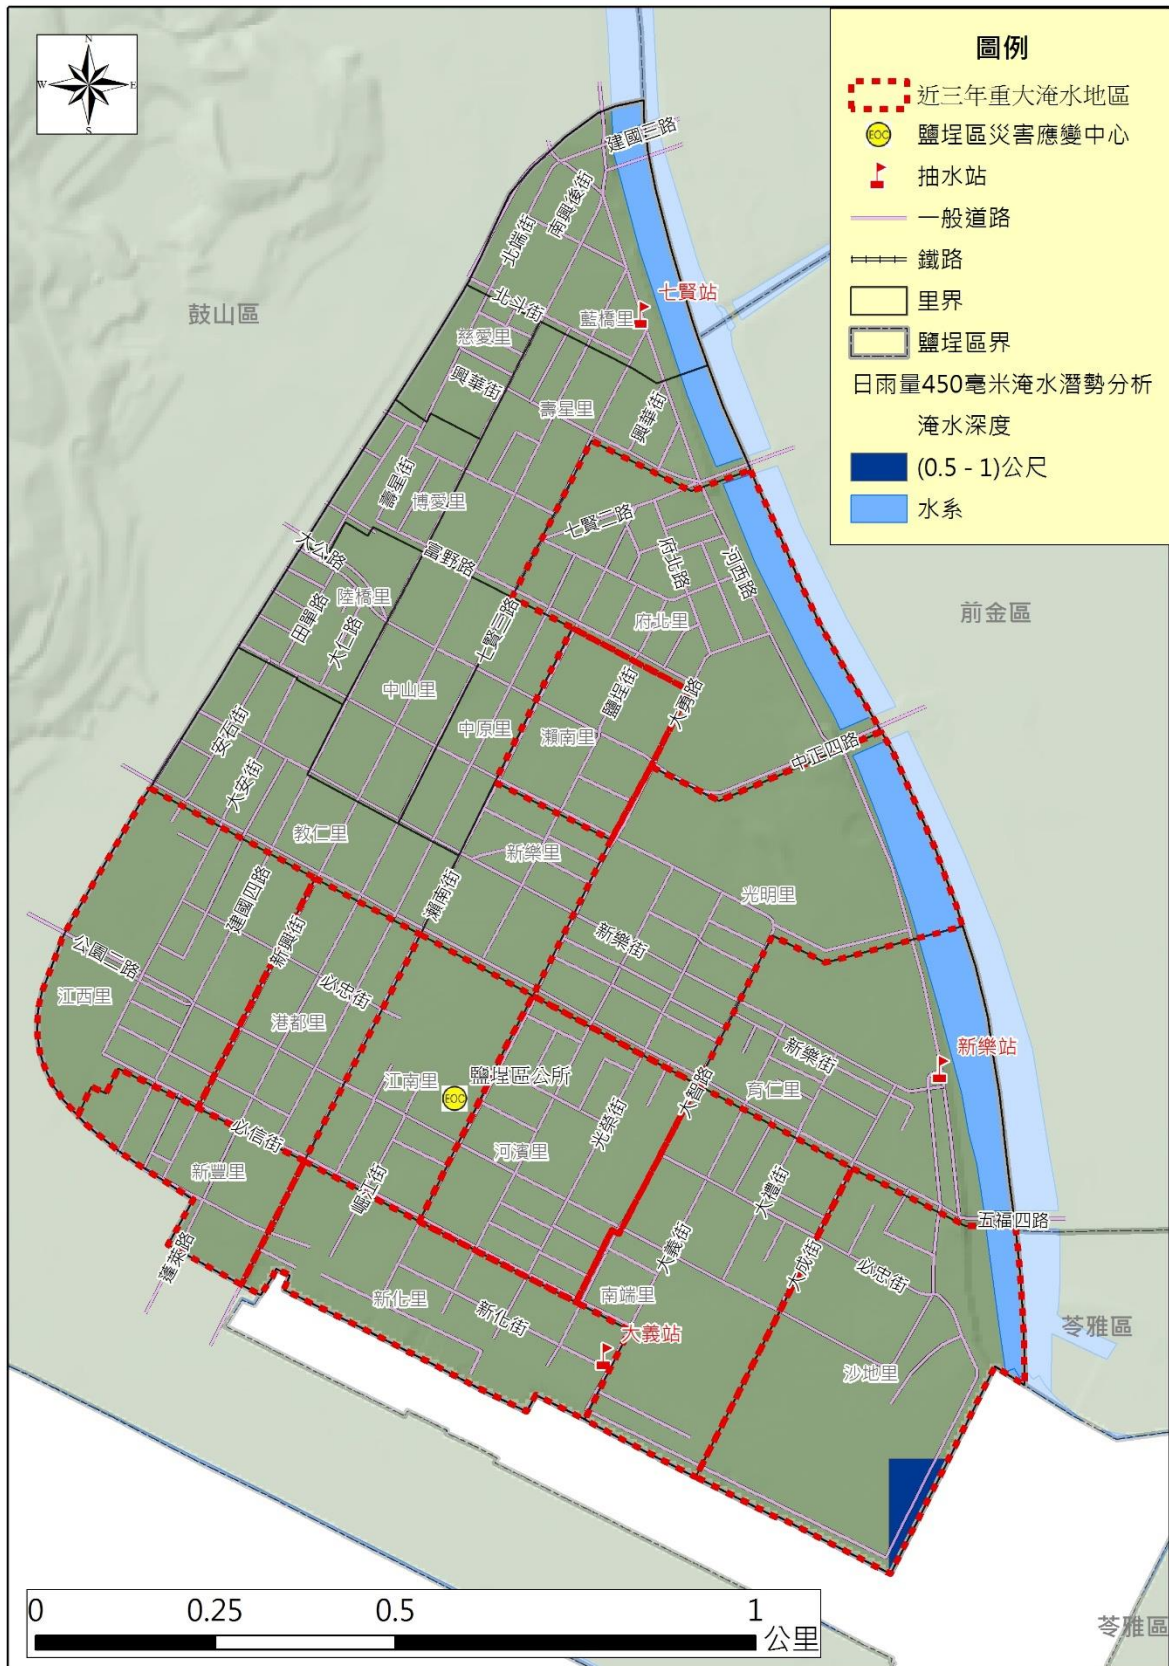 N
W
E
S
圖例
近三年重大淹水地區
EOC
鹽埕區災害應變中心
抽水站
一般道路
鐵路
里界
鹽埕區界
日雨量450毫米淹水潛勢分析
淹水深度
(0.5 - 1)公尺
水系
建國三路
南興後街
北端街
北斗街
七賢站
鼓山區
藍橋里
慈愛里
興華街
壽星里
興華街
壽星街
博愛里
七賢二路
大公路
富野路
府北路
河西路
陸橋里
田單路
大仁路
七賢三路
府北里
前金區
中山里
中原里
鹽埕街
大勇路
瀨南里
安石街
大安街
中正四路
教仁里
新樂里
瀨南街
光明里
建國四路
新興街
新樂街
公園二路
必忠街
江西里
港都里
新樂站
新樂街
江南里
鹽埕區公所
EOC
大智路
育仁里
必信街
河濱里
光榮街
新豐里
崛江街
大禮街
五福四路
蓬萊路
大義街
大成街
必忠街
新化里
新化街
南端里
大義站
苓雅區
沙地里
0
0.25
0.5
1
公里
苓雅區